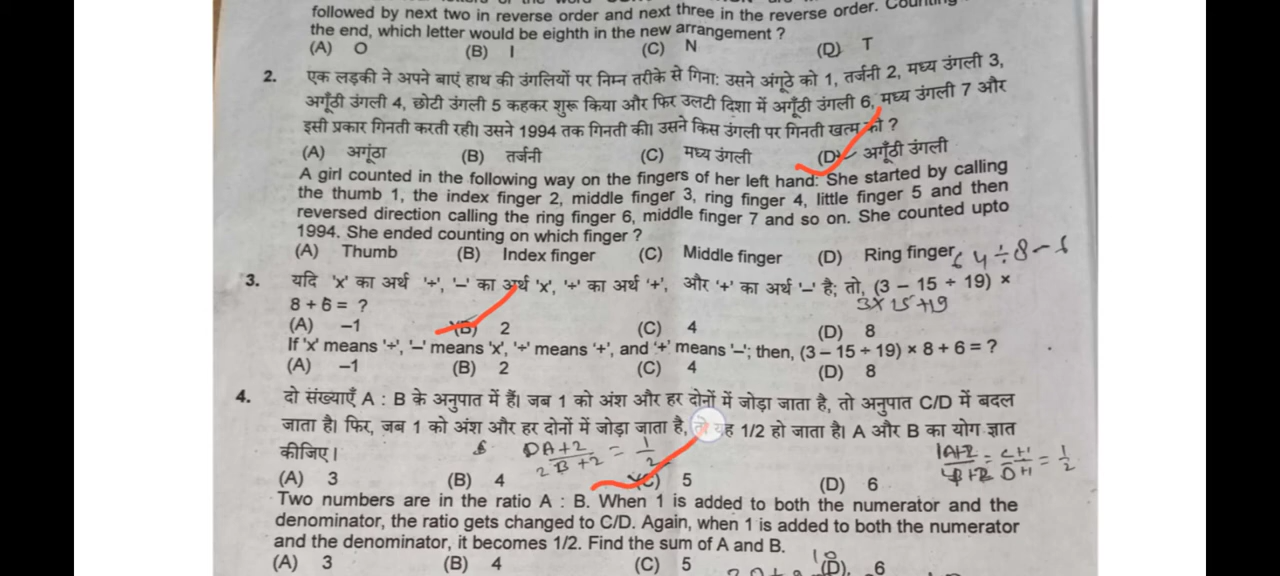 followed by next two in reverse order and next three in the reverse order. Counting
the end, which letter would be eighth in the new arrangement ?
(A) O (B) I (C) N (D) T
2. एक लड़की ने अपने बाएं हाथ की उंगलियों पर निम्न तरीके से गिना: उसने अंगूठे को 1, तर्जनी 2, मध्य उंगली 3,
अगूँठी उंगली 4, छोटी उंगली 5 कहकर शुरू किया और फिर उलटी दिशा में अगूँठी उंगली 6, मध्य उंगली 7 और
इसी प्रकार गिनती करती रही। उसने 1994 तक गिनती की। उसने किस उंगली पर गिनती खत्म की ?
(A) अगूंठा (B) तर्जनी (C) मध्य उंगली (D) अगूँठी उंगली
A girl counted in the following way on the fingers of her left hand: She started by calling
the thumb 1, the index finger 2, middle finger 3, ring finger 4, little finger 5 and then
reversed direction calling the ring finger 6, middle finger 7 and so on. She counted upto
1994. She ended counting on which finger ?
(A) Thumb (B) Index finger (C) Middle finger (D) Ring finger
3. यदि 'x' का अर्थ '÷', '–' का अर्थ 'x', '÷' का अर्थ '+', और '+' का अर्थ '–' है; तो, (3 – 15 ÷ 19) ×
8 + 6 = ?
3 X 15 + 19
(A) –1 (B) 2 (C) 4 (D) 8
If 'x' means '÷', '–' means 'x', '÷' means '+', and '+' means '–'; then, (3 – 15 ÷ 19) × 8 + 6 = ?
(A) –1 (B) 2 (C) 4 (D) 8
4. दो संख्याएँ A : B के अनुपात में हैं। जब 1 को अंश और हर दोनों में जोड़ा जाता है, तो अनुपात C/D में बदल
जाता है। फिर, जब 1 को अंश और हर दोनों में जोड़ा जाता है, तो यह 1/2 हो जाता है। A और B का योग ज्ञात
कीजिए।
(A) 3 (B) 4 (C) 5 (D) 6
Two numbers are in the ratio A : B. When 1 is added to both the numerator and the
denominator, the ratio gets changed to C/D. Again, when 1 is added to both the numerator
and the denominator, it becomes 1/2. Find the sum of A and B.
(A) 3 (B) 4 (C) 5 (D) 6